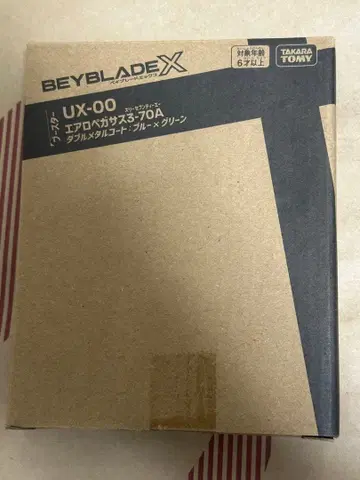 BEYBLADE X
ベイブレードエックス
対象年齢
6才以上
TAKARA
TOMY
ブースター
UX-00
スリーセブンティーエー
エアロペガサス3-70A
ダブルメタルコート:ブルー×グリーン